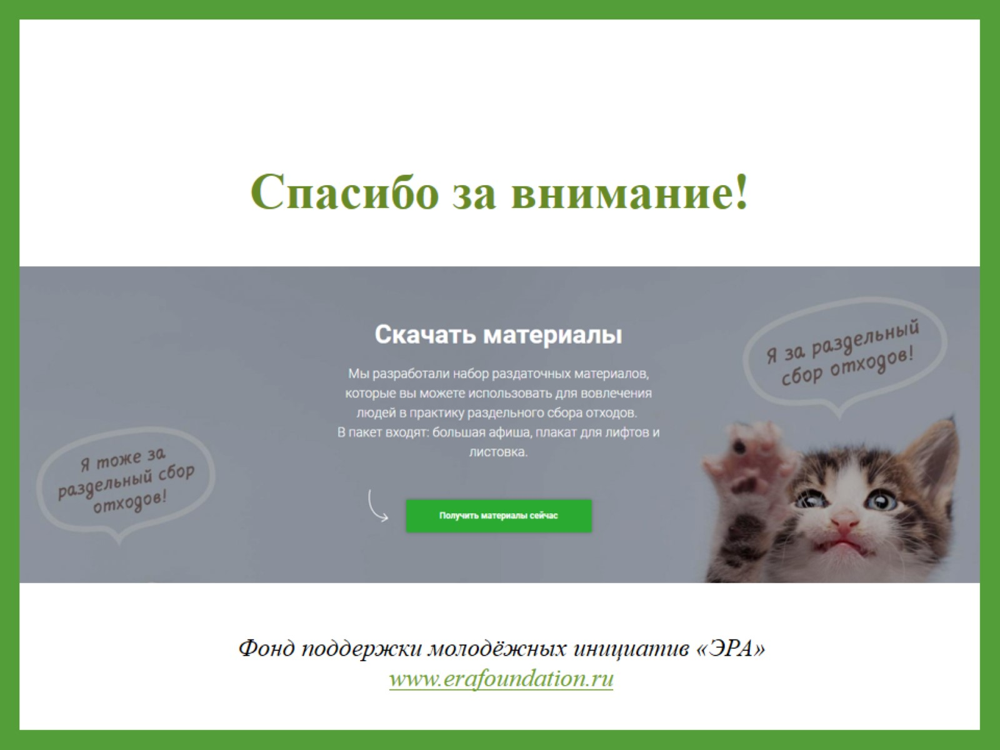 Спасибо за внимание!
Скачать материалы
Мы разработали набор раздаточных материалов,
которые вы можете использовать для вовлечения
людей в практику раздельного сбора отходов.
В пакет входят: большая афиша, плакат для лифтов и
листовка.
Получить материалы сейчас
Я за раздельный
сбор отходов!
Я тоже за
раздельный сбор
отходов!
Фонд поддержки молодёжных инициатив «ЭРА»
www.erafoundation.ru